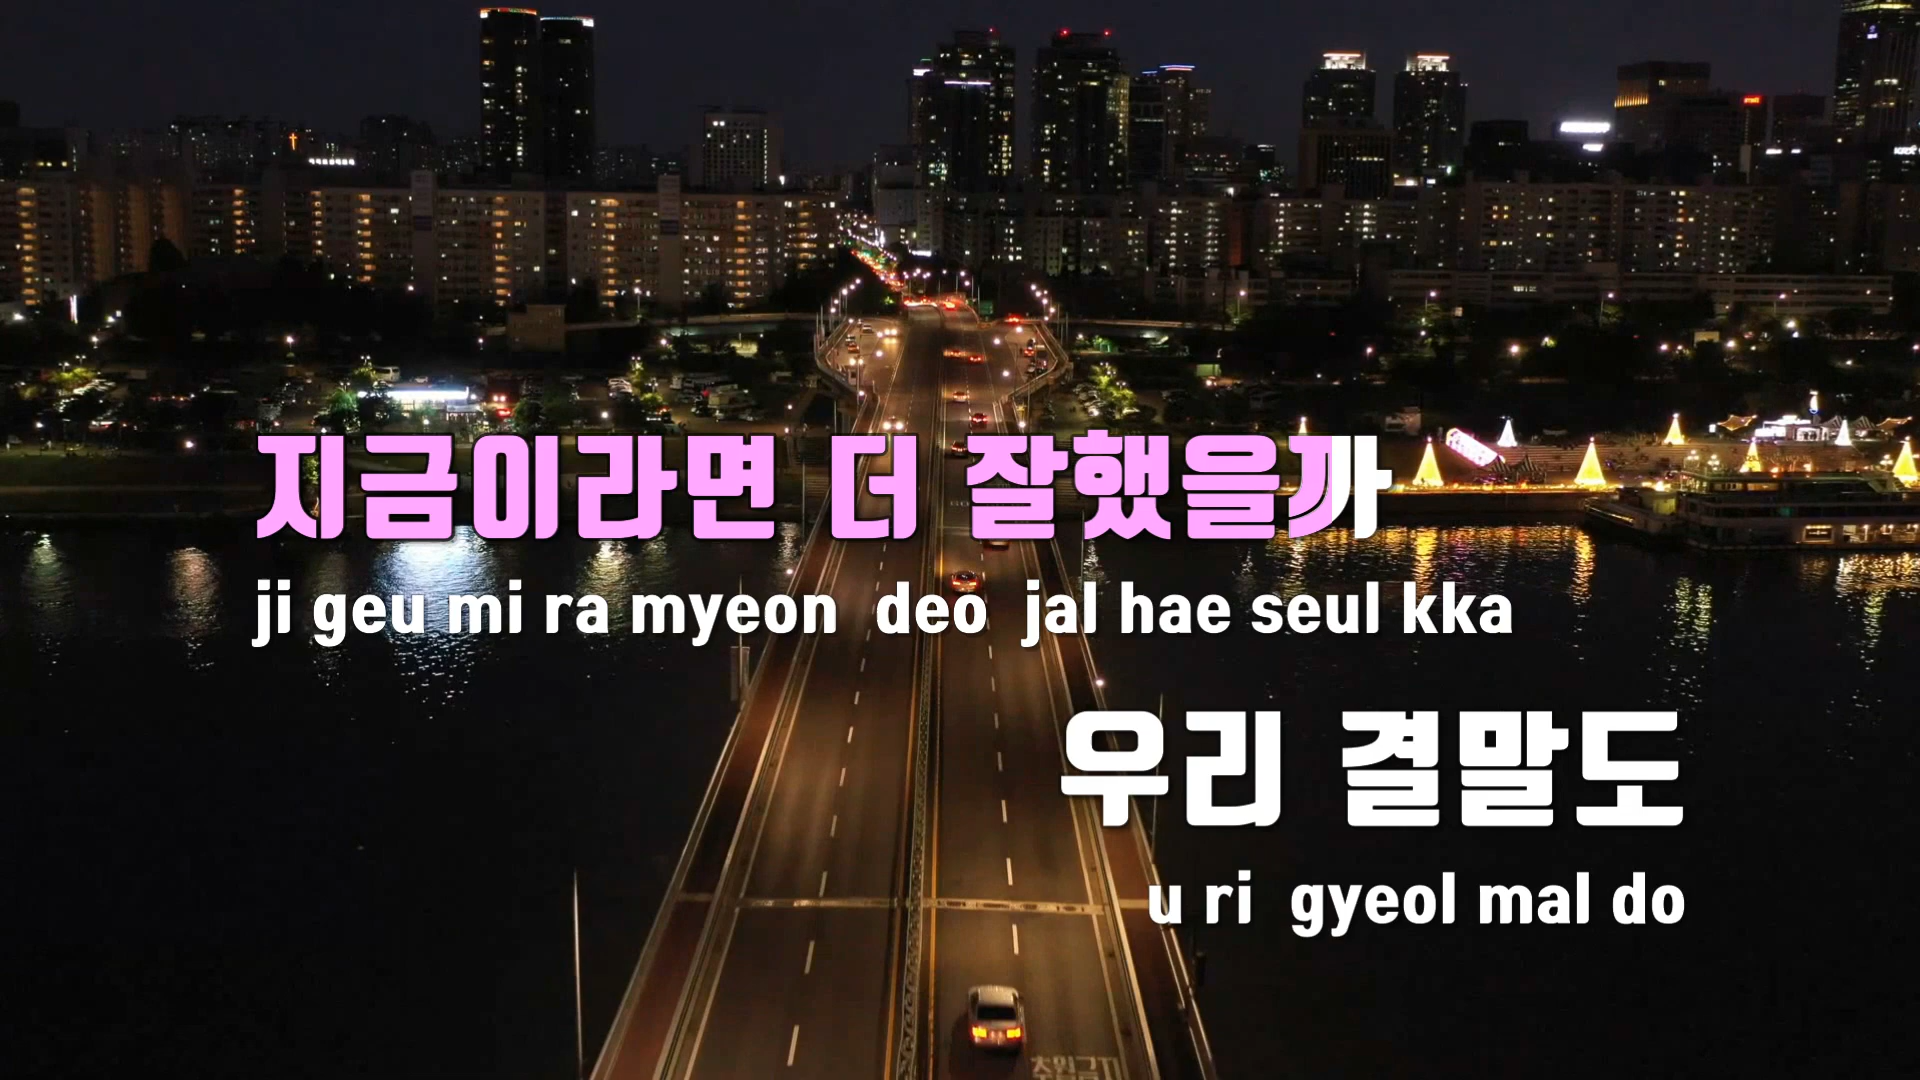 지금이라면 더 잘했을까
ji geu mi ra myeon deo jal hae seul kka
우리 결말도
u ri gyeol mal do